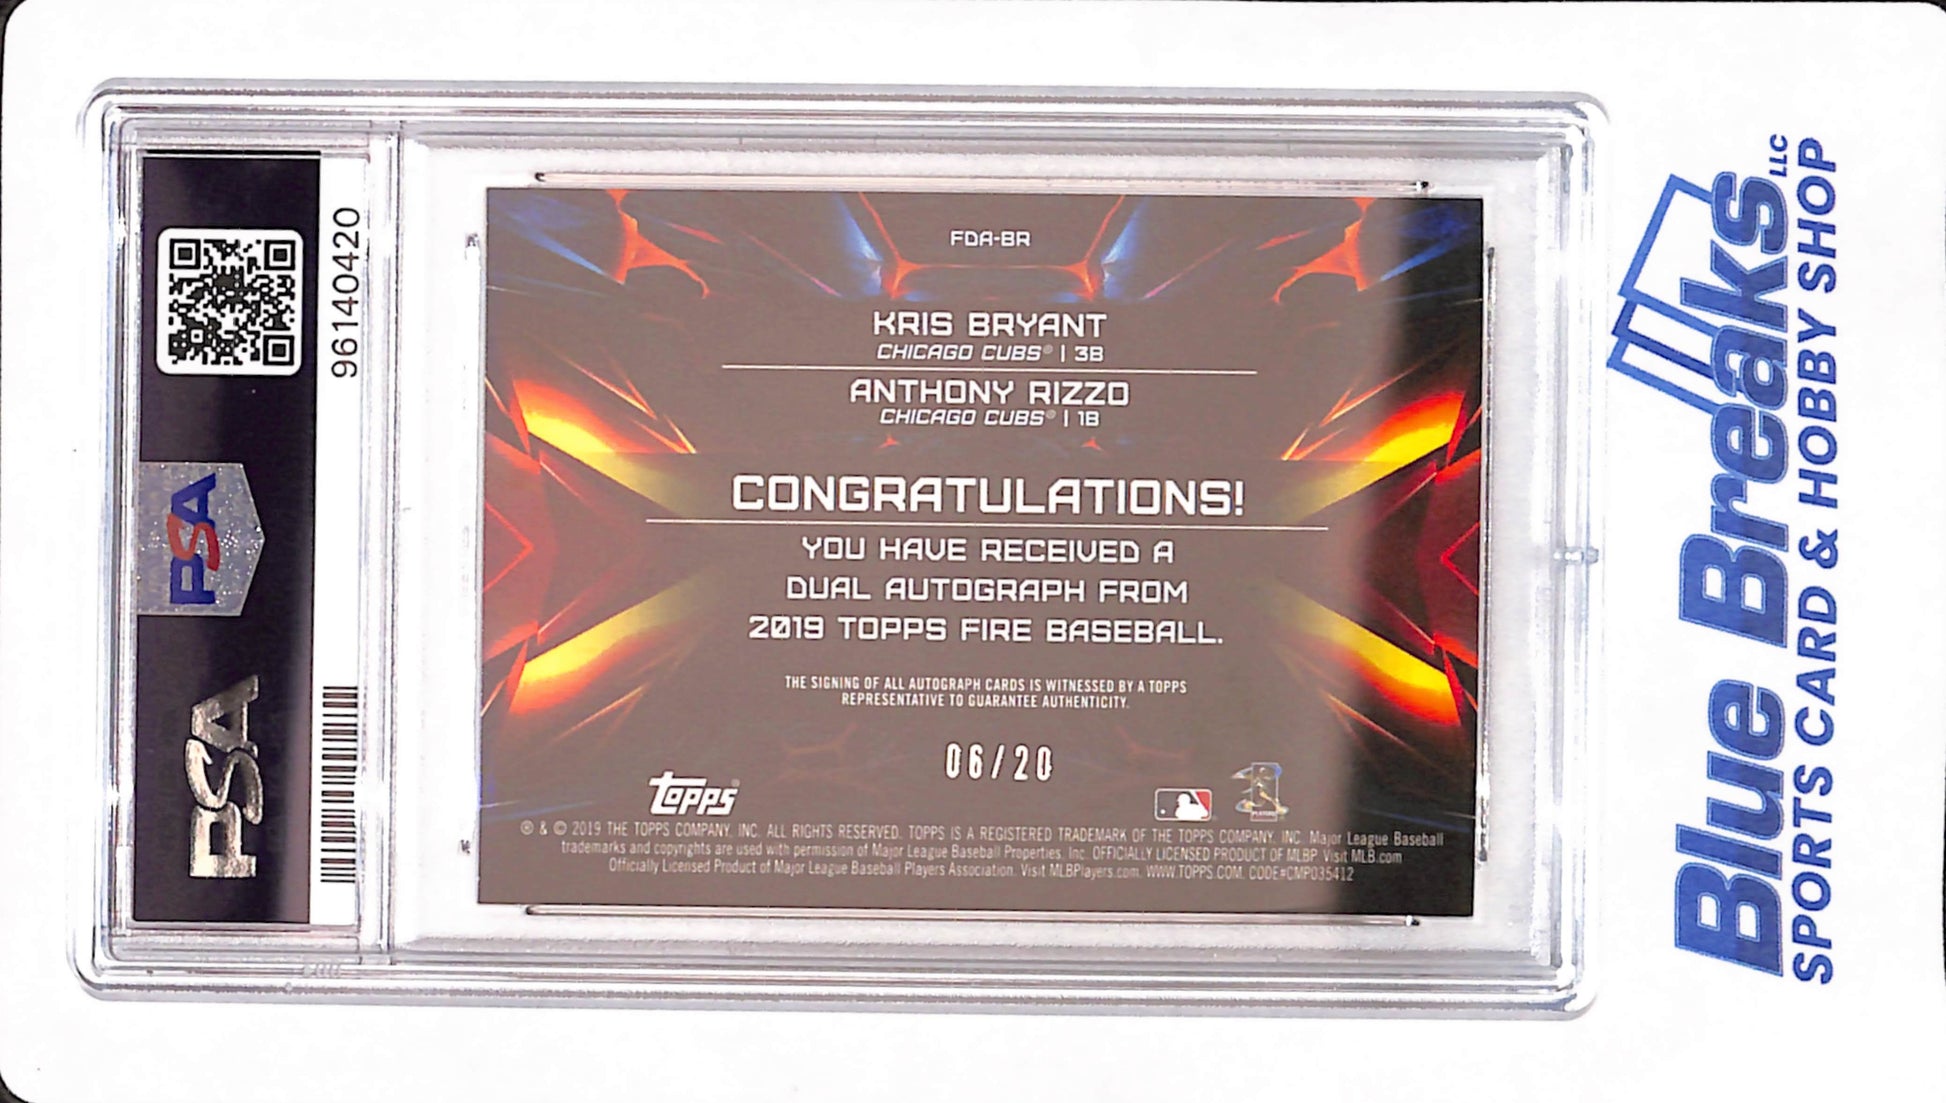 96140420
PSA
PSA
FDA-BR
KRIS BRYANT
CHICAGO CUBS® | 3B
ANTHONY RIZZO
CHICAGO CUBS® | 1B
CONGRATULATIONS!
YOU HAVE RECEIVED A
DUAL AUTOGRAPH FROM
2019 TOPPS FIRE BASEBALL.
THE SIGNING OF ALL AUTOGRAPH CARDS IS WITNESSED BY A TOPPS
REPRESENTATIVE TO GUARANTEE AUTHENTICITY.
06/20
topps®
® & © 2019 THE TOPPS COMPANY, INC. ALL RIGHTS RESERVED. TOPPS IS A REGISTERED TRADEMARK OF THE TOPPS COMPANY, INC. Major League Baseball
trademarks and copyrights are used with permission of Major League Baseball Properties, Inc. OFFICIALLY LICENSED PRODUCT OF MLBP. Visit MLB.com
Officially Licensed Product of Major League Baseball Players Association. Visit MLBPlayers.com. WWW.TOPPS.COM. CODE#CMP035412
Blue Breaks LLC
SPORTS CARD & HOBBY SHOP